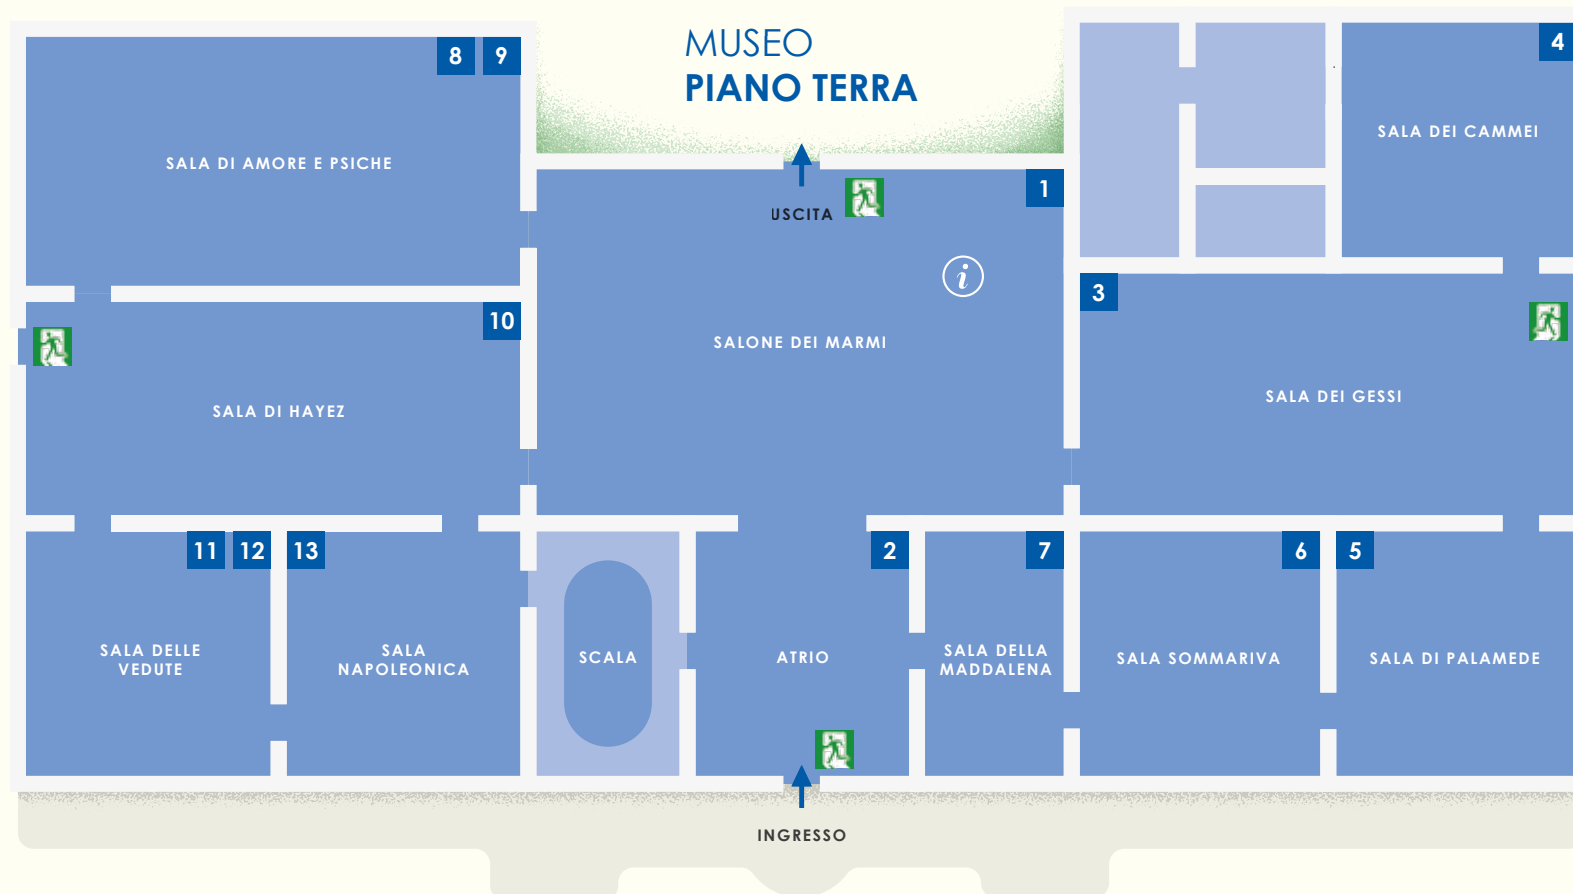 MUSEO
PIANO TERRA
8 9
4
SALA DEI CAMMEI
SALA DI AMORE E PSICHE
1
USCITA
i
3
10
SALONE DEI MARMI
SALA DEI GESSI
SALA DI HAYEZ
11 12 13
2
7
6
5
SALA DELLE
VEDUTE
SALA
NAPOLEONICA
SCALA
ATRIO
SALA DELLA
MADDALENA
SALA SOMMARIVA
SALA DI PALAMEDE
INGRESSO